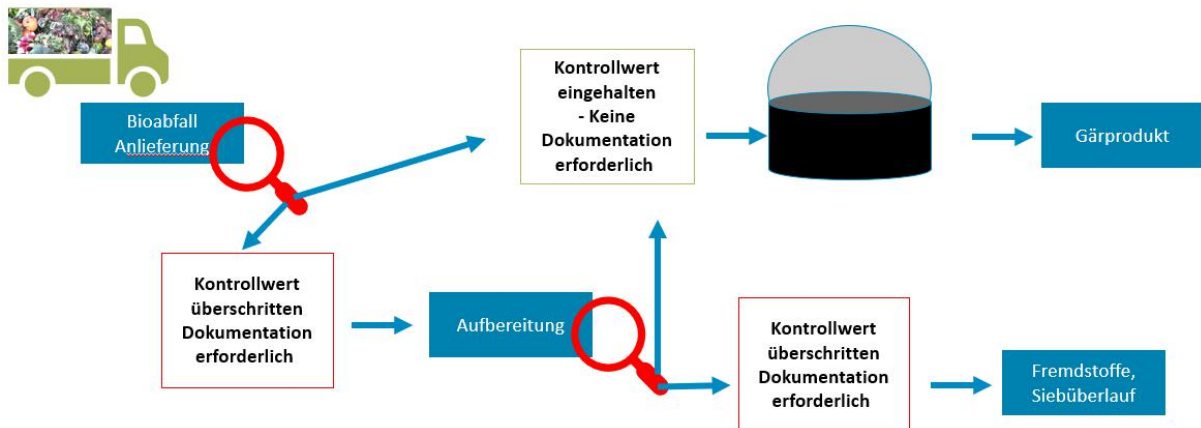 Bioabfall
Anlieferung
Kontrollwert
eingehalten
- Keine
Dokumentation
erforderlich
Gärprodukt
Kontrollwert
überschritten
Dokumentation
erforderlich
Aufbereitung
Kontrollwert
überschritten
Dokumentation
erforderlich
Fremdstoffe,
Siebüberlauf